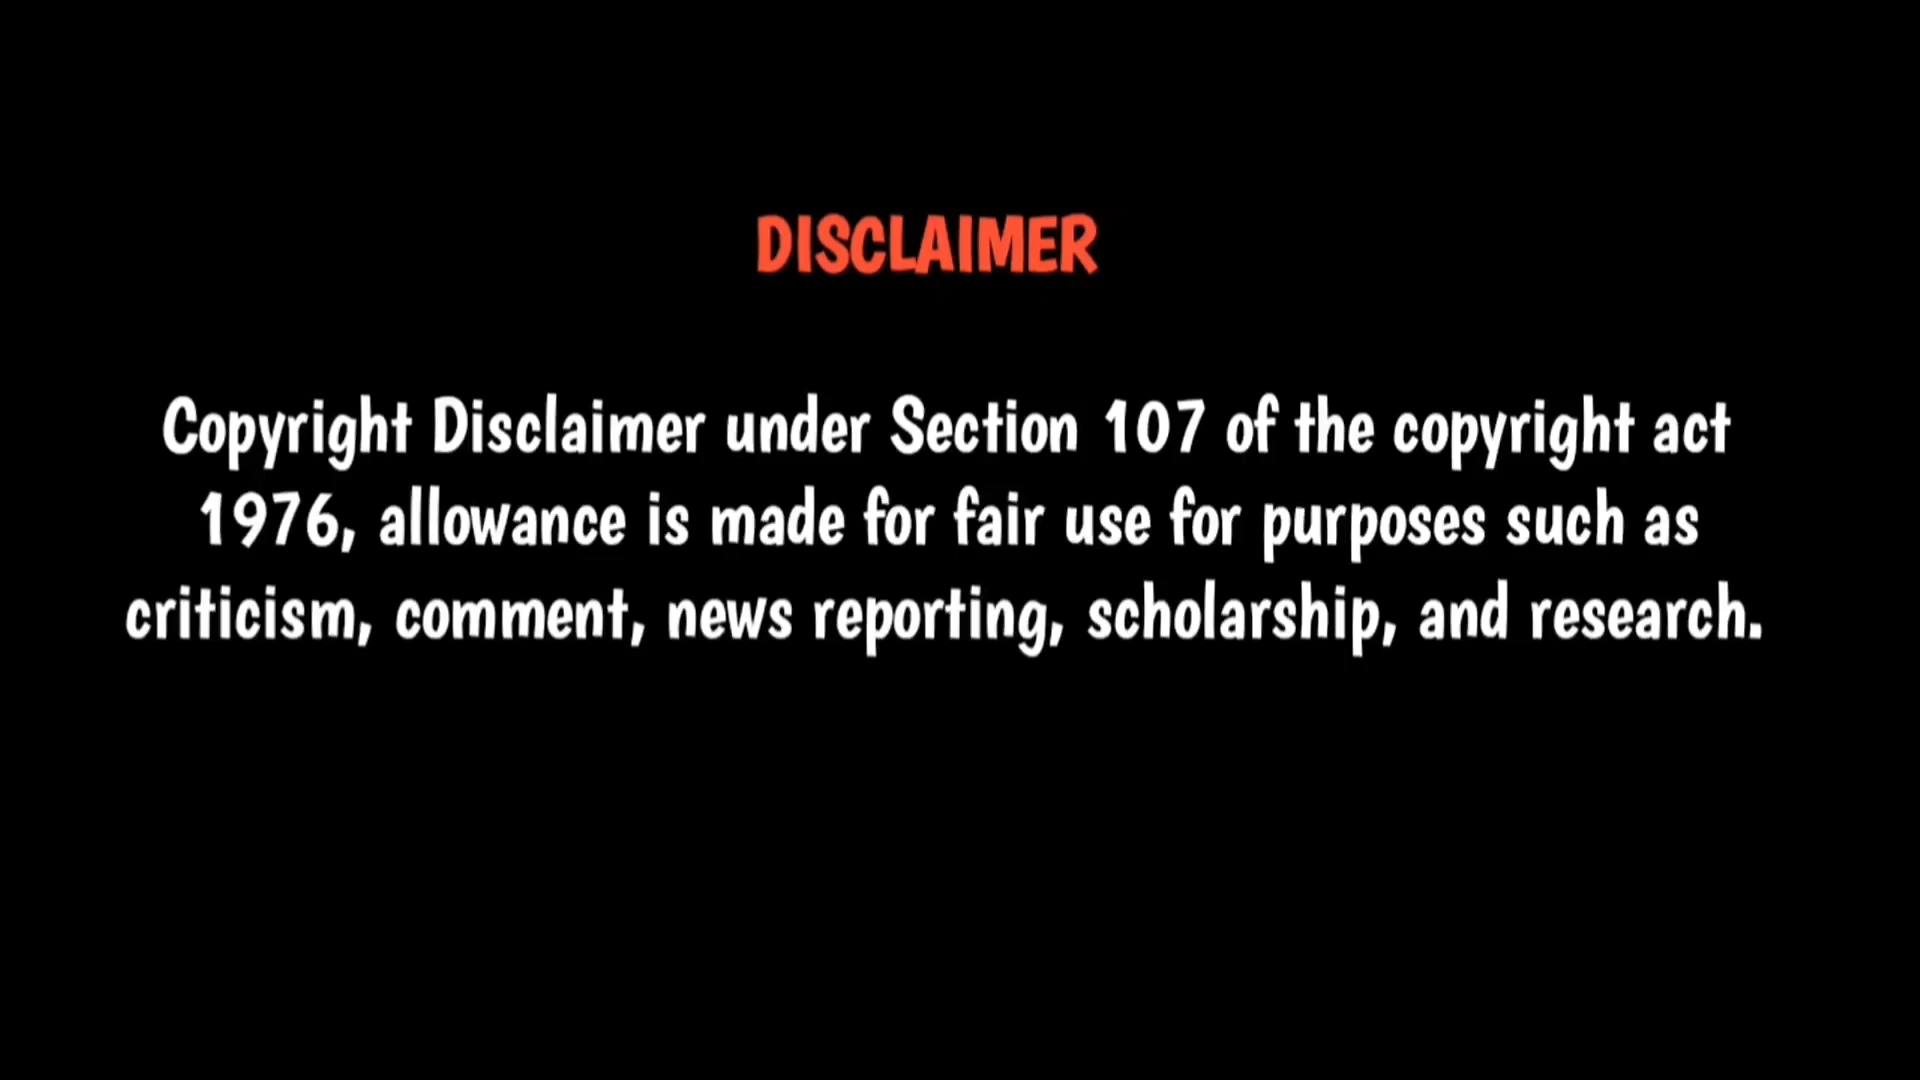 DISCLAIMER
Copyright Disclaimer under Section 107 of the copyright act
1976, allowance is made for fair use for purposes such as
criticism, comment, news reporting, scholarship, and research.